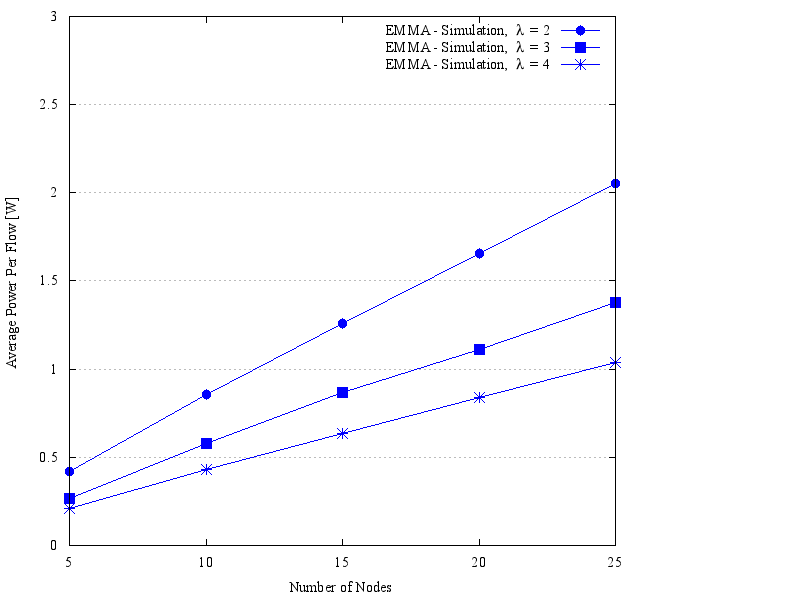 EMMA - Simulation, λ = 2
EMMA - Simulation, λ = 3
EMMA - Simulation, λ = 4
3
2.5
2
1.5
1
0.5
0
Average Power Per Flow [W]
5 10 15 20 25
Number of Nodes